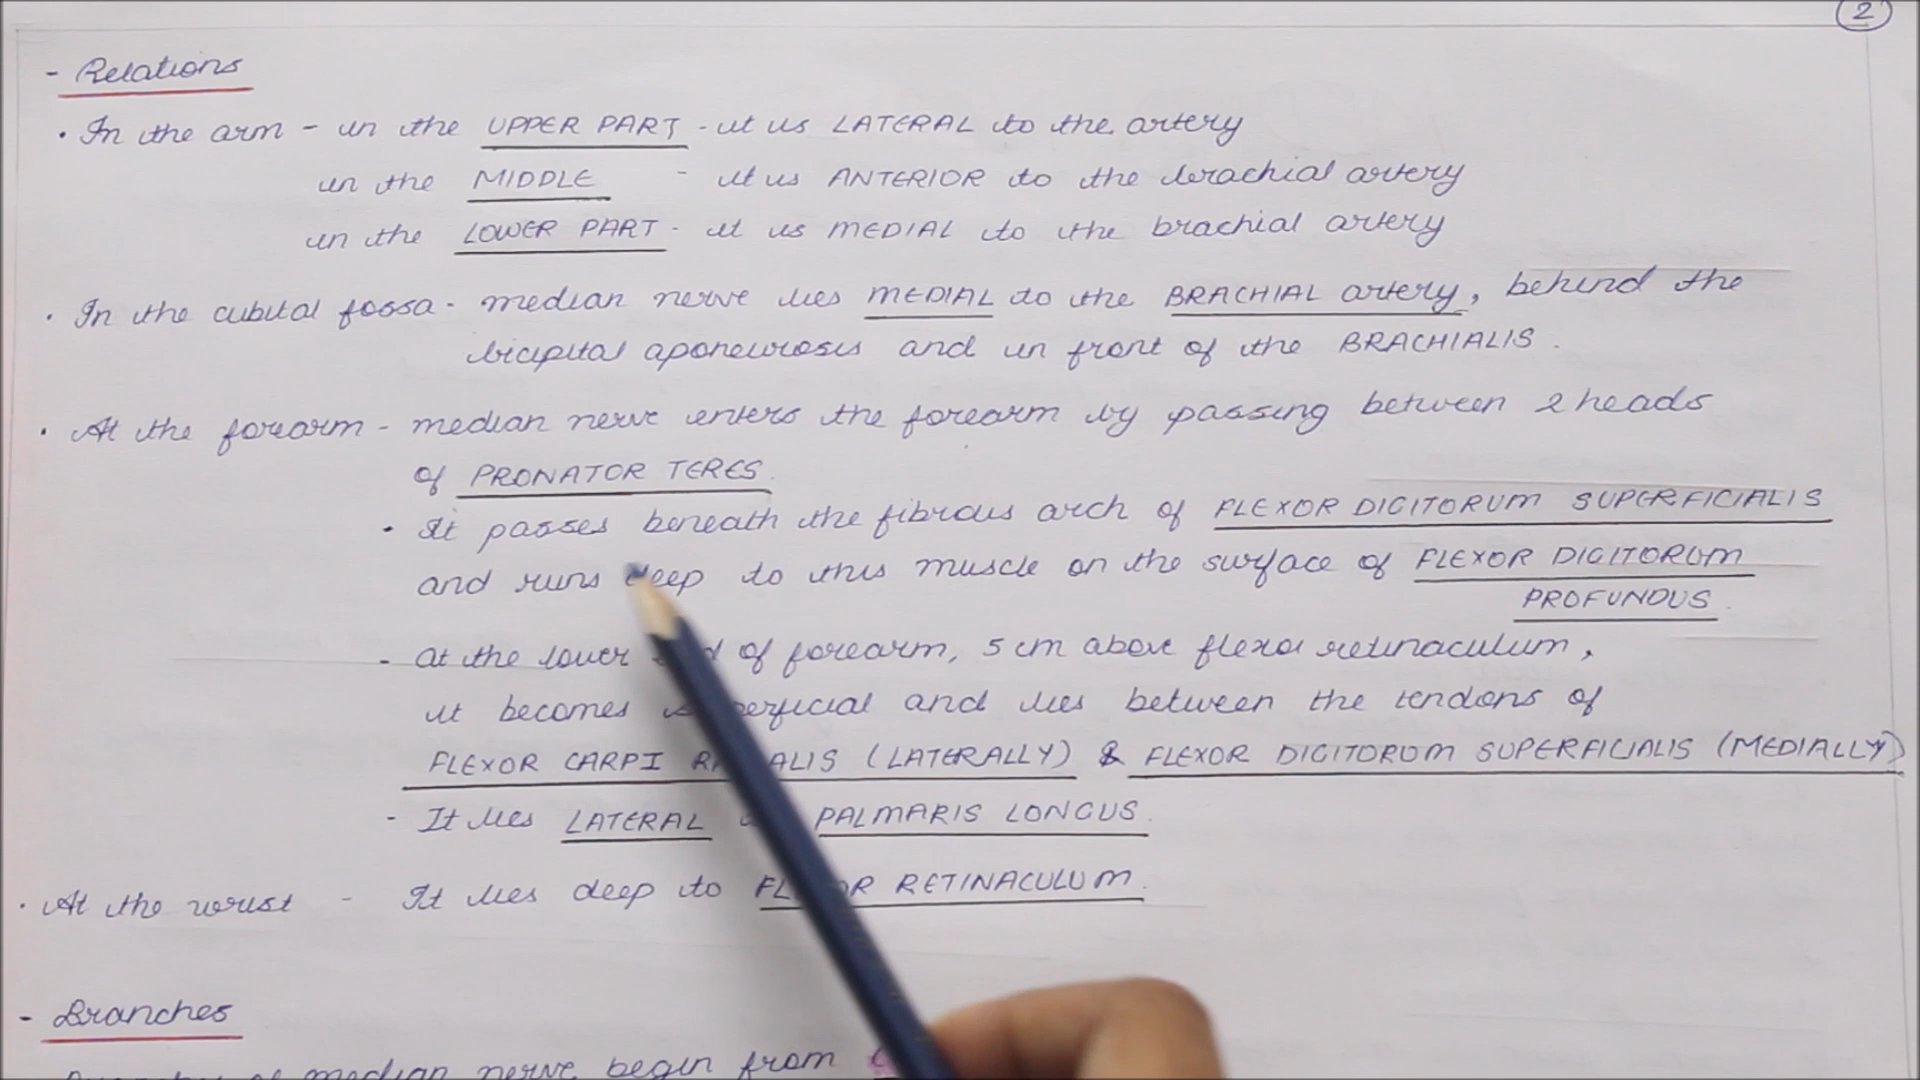 2
- Relations
· In the arm - in the UPPER PART - it is LATERAL to the artery
in the MIDDLE - it is ANTERIOR to the brachial artery
in the LOWER PART - it is MEDIAL to the brachial artery
· In the cubital fossa - median nerve lies MEDIAL to the BRACHIAL artery, behind the
bicipital aponeurosis and in front of the BRACHIALIS.
· At the forearm - median nerve enters the forearm by passing between 2 heads
of PRONATOR TERES.
- It passes beneath the fibrous arch of FLEXOR DIGITORUM SUPERFICIALIS
and runs deep to this muscle on the surface of FLEXOR DIGITORUM
PROFUNDUS.
- at the lower of forearm, 5 cm above flexor retinaculum,
it becomes superficial and lies between the tendons of
FLEXOR CARPI RADIALIS (LATERALLY) & FLEXOR DIGITORUM SUPERFICIALIS (MEDIALLY)
- It lies LATERAL PALMARIS LONGUS.
· At the wrist - It lies deep to FLEXOR RETINACULUM.
- Branches
of median nerve begin from